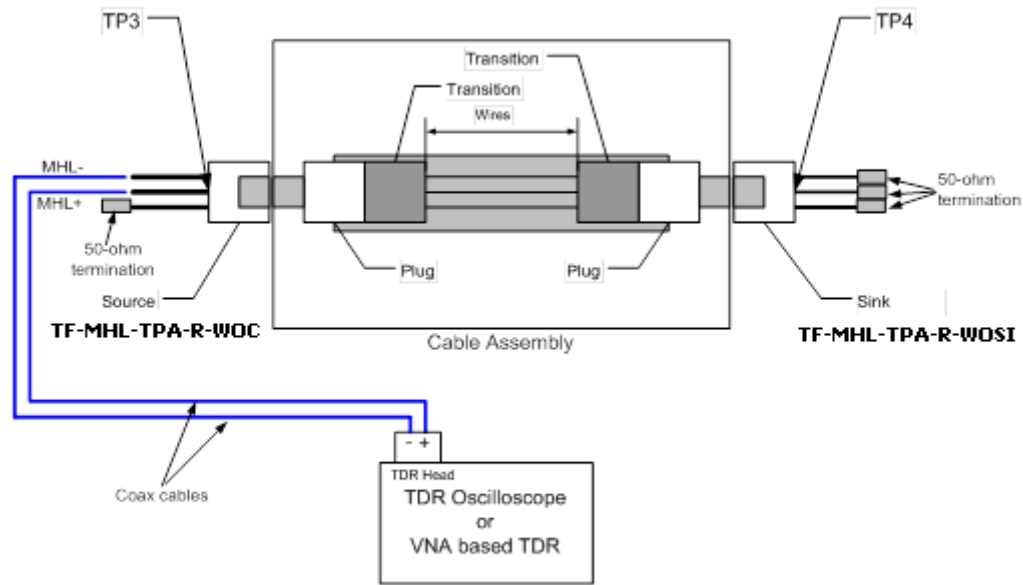 TP3
TP4
Transition
Transition
Wires
MHL-
MHL+
50-ohm
termination
50-ohm
termination
Plug
Plug
Source
Sink
TF-MHL-TPA-R-WOC
TF-MHL-TPA-R-WOSI
Cable Assembly
- +
TDR Head
TDR Oscilloscope
or
VNA based TDR
Coax cables